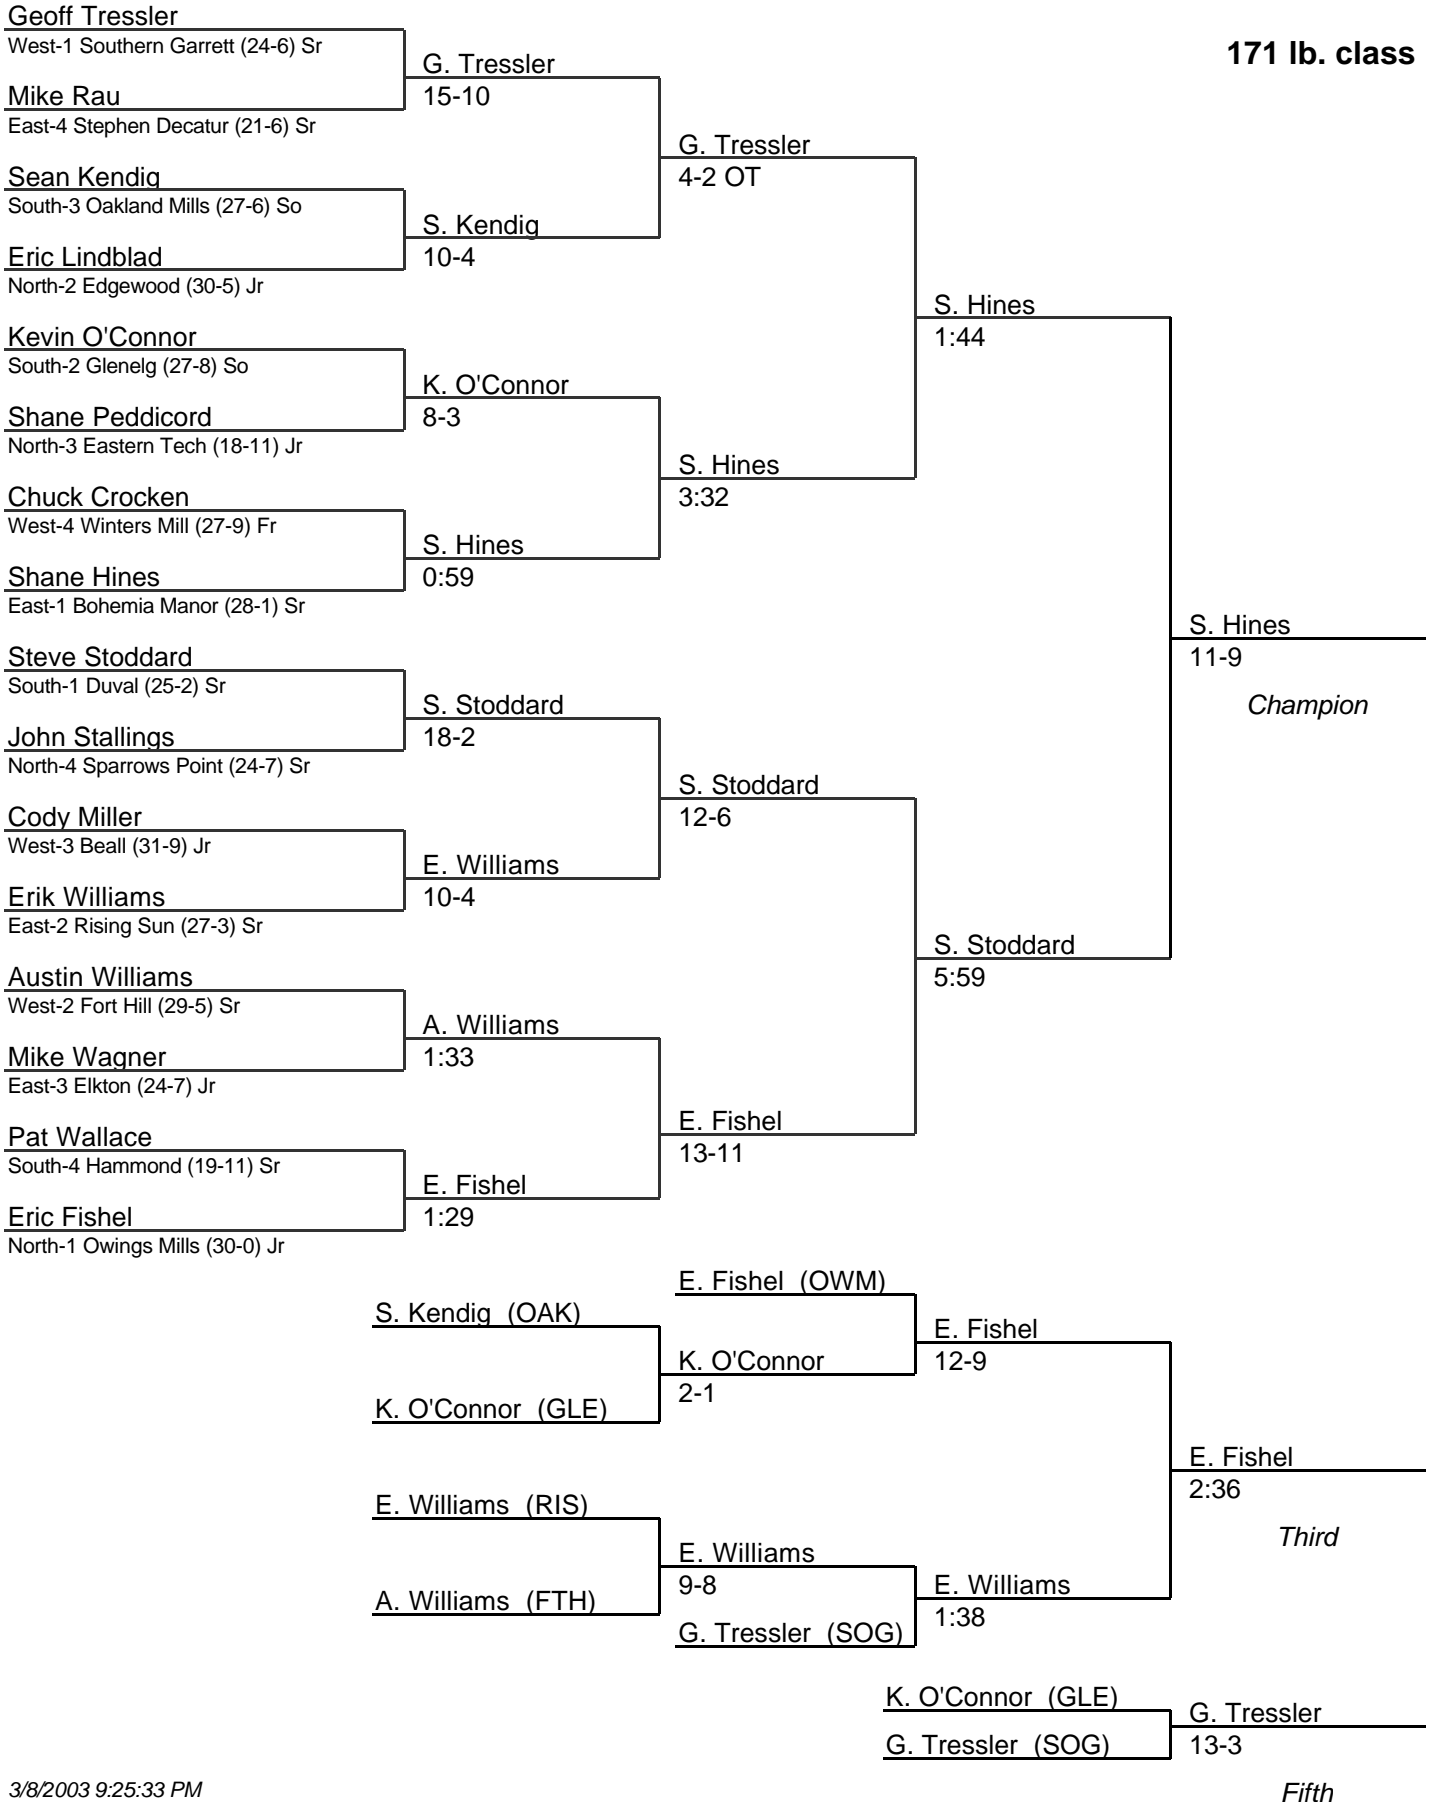 Geoff Tressler
West-1 Southern Garrett (24-6) Sr
171 lb. class
G. Tressler
15-10
Mike Rau
East-4 Stephen Decatur (21-6) Sr
G. Tressler
4-2 OT
Sean Kendig
South-3 Oakland Mills (27-6) So
S. Kendig
10-4
Eric Lindblad
North-2 Edgewood (30-5) Jr
S. Hines
1:44
Kevin O'Connor
South-2 Glenelg (27-8) So
K. O'Connor
8-3
Shane Peddicord
North-3 Eastern Tech (18-11) Jr
S. Hines
3:32
Chuck Crocken
West-4 Winters Mill (27-9) Fr
S. Hines
0:59
Shane Hines
East-1 Bohemia Manor (28-1) Sr
S. Hines
11-9
Champion
Steve Stoddard
South-1 Duval (25-2) Sr
S. Stoddard
18-2
John Stallings
North-4 Sparrows Point (24-7) Sr
S. Stoddard
12-6
Cody Miller
West-3 Beall (31-9) Jr
E. Williams
10-4
Erik Williams
East-2 Rising Sun (27-3) Sr
S. Stoddard
5:59
Austin Williams
West-2 Fort Hill (29-5) Sr
A. Williams
1:33
Mike Wagner
East-3 Elkton (24-7) Jr
E. Fishel
13-11
Pat Wallace
South-4 Hammond (19-11) Sr
E. Fishel
1:29
Eric Fishel
North-1 Owings Mills (30-0) Jr
E. Fishel (OWM)
S. Kendig (OAK)
E. Fishel
12-9
K. O'Connor
2-1
K. O'Connor (GLE)
E. Fishel
2:36
Third
E. Williams (RIS)
E. Williams
9-8
A. Williams (FTH)
E. Williams
1:38
G. Tressler (SOG)
K. O'Connor (GLE)
G. Tressler
13-3
G. Tressler (SOG)
Fifth
3/8/2003 9:25:33 PM